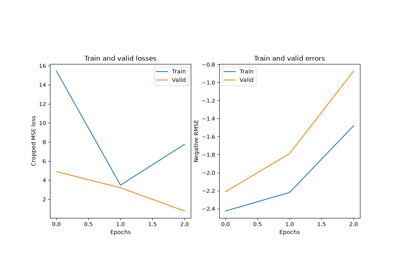 Train and valid losses
Train
Valid
16
14
12
10
8
6
4
2
Cropped MSE loss
0.0 0.5 1.0 1.5 2.0
Epochs
Train and valid errors
Train
Valid
−0.8
−1.0
−1.2
−1.4
−1.6
−1.8
−2.0
−2.2
−2.4
Negative RMSE
0.0 0.5 1.0 1.5 2.0
Epochs